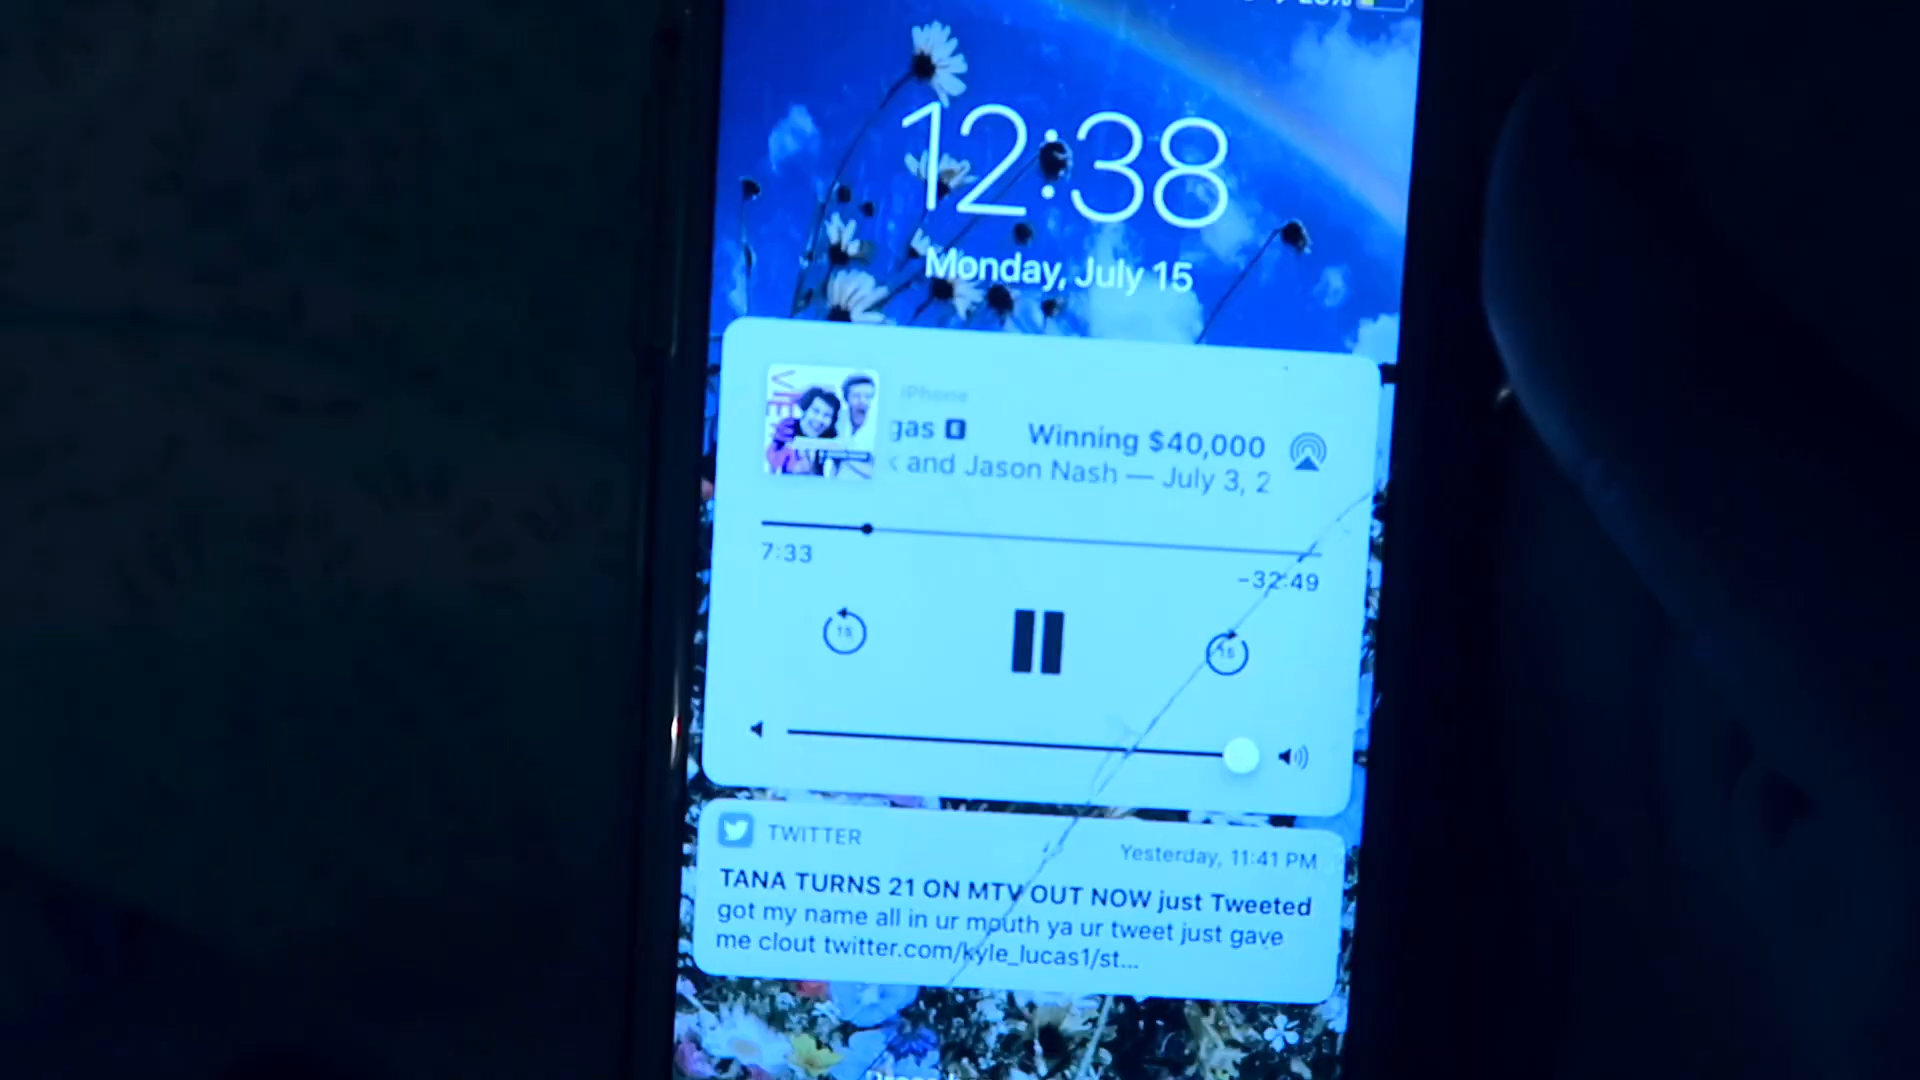 12:38
Monday, July 15
iPhone
gas E Winning $40,000
and Jason Nash — July 3, 2
7:33
-32:49
15
15
TWITTER
Yesterday, 11:41 PM
TANA TURNS 21 ON MTV OUT NOW just Tweeted
got my name all in ur mouth ya ur tweet just gave
me clout twitter.com/kyle_lucas1/st...